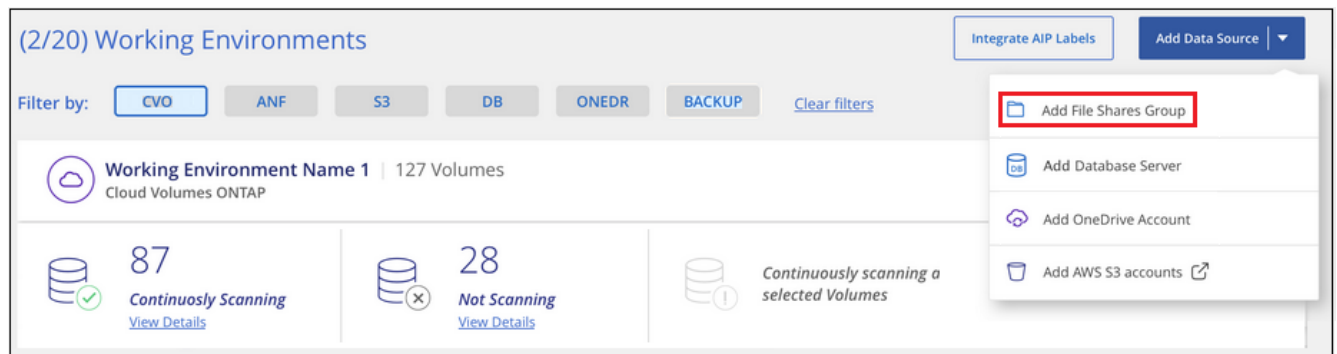 (2/20) Working Environments
Integrate AIP Labels
Add Data Source
Filter by:
CVO
ANF
S3
DB
ONEDR
BACKUP
Clear filters
Add File Shares Group
Working Environment Name 1 | 127 Volumes
Cloud Volumes ONTAP
DB
Add Database Server
Add OneDrive Account
Add AWS S3 accounts
87
Continuosly Scanning
View Details
28
Not Scanning
View Details
Continuously scanning a
selected Volumes